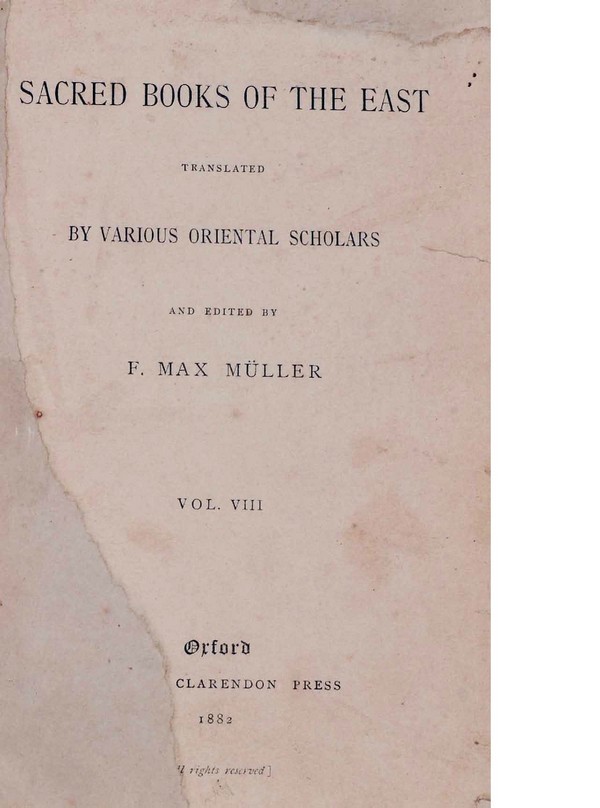 SACRED BOOKS OF THE EAST
TRANSLATED
BY VARIOUS ORIENTAL SCHOLARS
AND EDITED BY
F. MAX MÜLLER
VOL. VIII
Oxford
CLARENDON PRESS
1882
rights reserved]